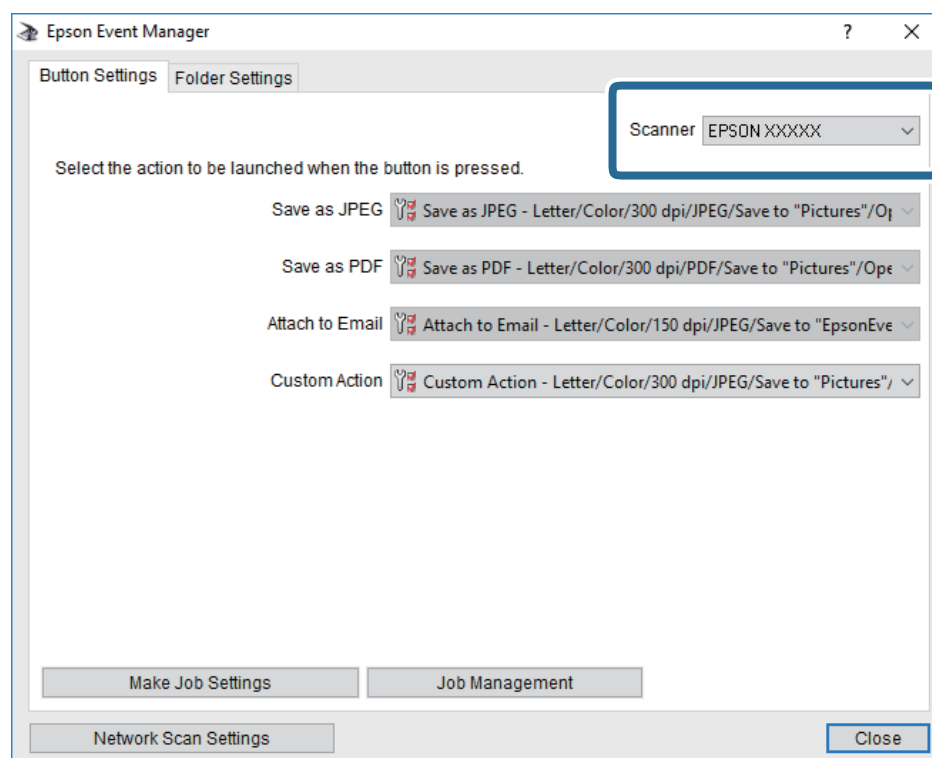 Epson Event Manager
Button Settings Folder Settings
Scanner EPSON XXXXX
Select the action to be launched when the button is pressed.
Save as JPEG Save as JPEG - Letter/Color/300 dpi/JPEG/Save to "Pictures"/Op
Save as PDF Save as PDF - Letter/Color/300 dpi/PDF/Save to "Pictures"/Ope
Attach to Email Attach to Email - Letter/Color/150 dpi/JPEG/Save to "EpsonEve
Custom Action Custom Action - Letter/Color/300 dpi/JPEG/Save to "Pictures"/
Make Job Settings Job Management
Network Scan Settings Close